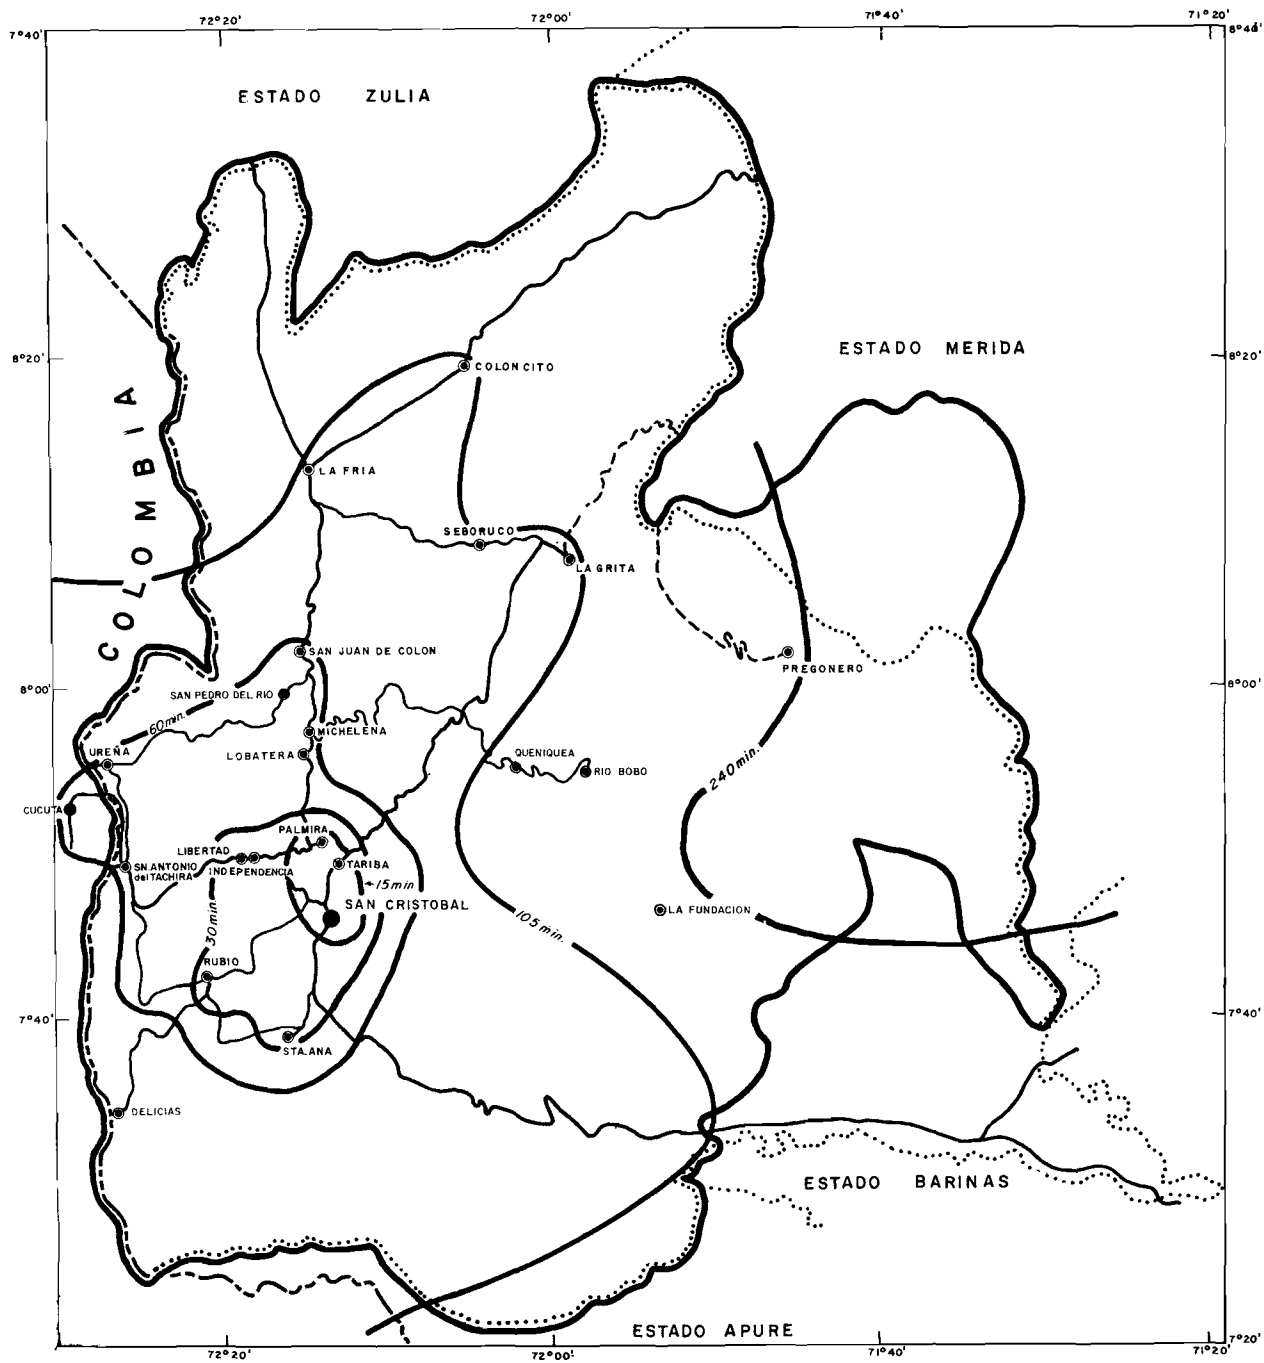 72°20'
72°00'
71°40'
71°20'
7°40'
8°40'
ESTADO ZULIA
8°20'
ESTADO MERIDA
8°20'
COLONCITO
COLOMBIA
LA FRIA
SEBORUCO
LA GRITA
SAN JUAN DE COLON
PREGONERO
8°00'
SAN PEDRO DEL RIO
8°00'
60 min.
MICHELENA
UREÑA
LOBATERA
QUENIQUEA
RIO BOBO
240 min.
CUCUTA
PALMIRA
LIBERTAD
SN. ANTONIO
del TACHIRA
INDEPENDENCIA
TARIBA
15 min
SAN CRISTOBAL
LA FUNDACION
30 min
105 min.
RUBIO
7°40'
7°40'
STA. ANA
DELICIAS
ESTADO BARINAS
ESTADO APURE
7°20'
72°20'
72°00'
71°40'
71°20'